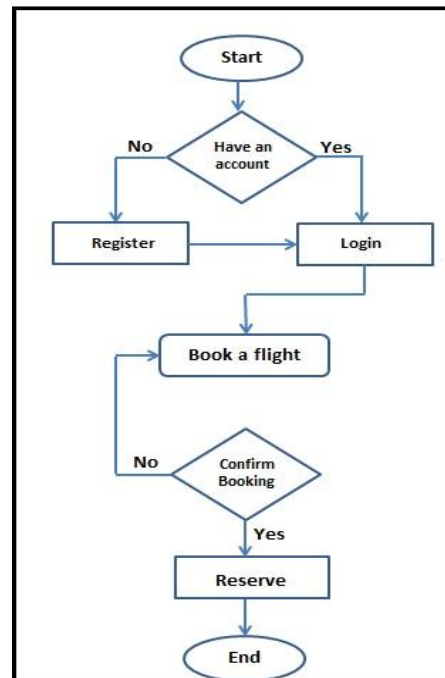 Start
Have an
account
No
Yes
Register
Login
Book a flight
Confirm
Booking
No
Yes
Reserve
End